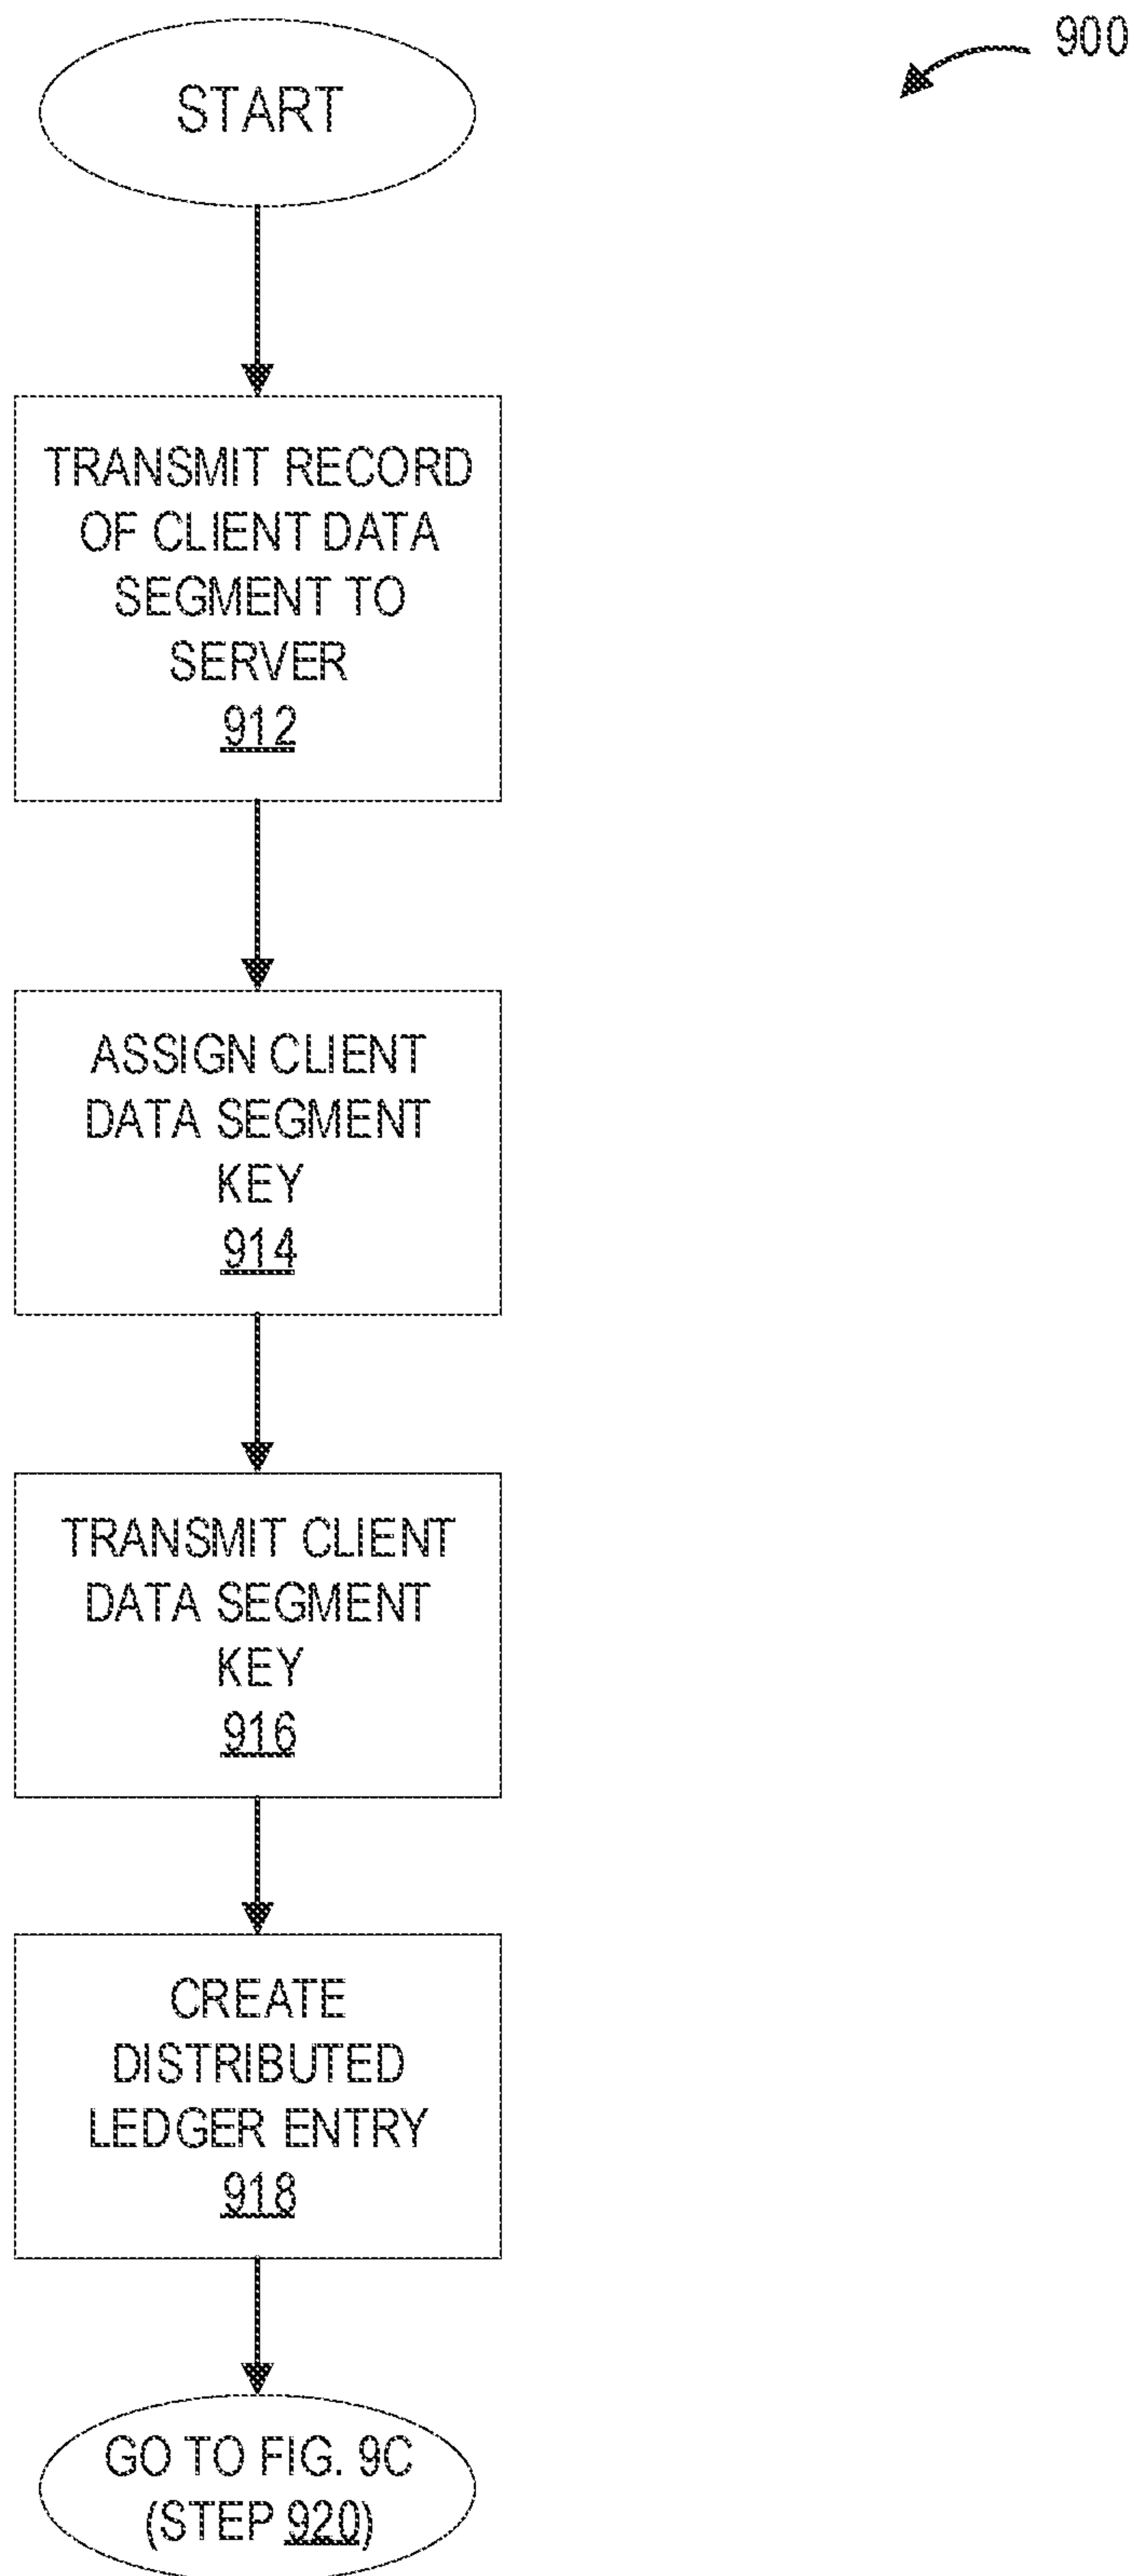 900
START
TRANSMIT RECORD
OF CLIENT DATA
SEGMENT TO
SERVER
912
ASSIGN CLIENT
DATA SEGMENT
KEY
914
TRANSMIT CLIENT
DATA SEGMENT
KEY
916
CREATE
DISTRIBUTED
LEDGER ENTRY
918
GO TO FIG. 9C
(STEP 920)